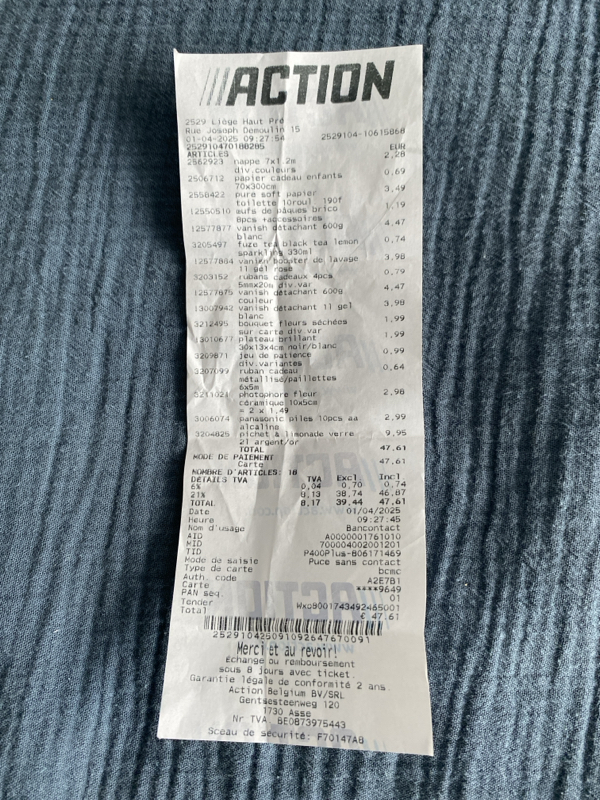 ACTION
2529 Liège Haut Pré
Rue Joseph Demoulin 15
01-04-2025 09:27:54 2529104-10615868
252910470188285 EUR
ARTICLES
2562923 nappe 7x1.2m 2,28
div.couleurs
2506712 papier cadeau enfants 0,69
70x300cm
2558422 pure soft papier 3,49
toilette 10roul 190f
12550510 œufs de pâques brico 1,19
8pcs +accessoires
12577877 vanish détachant 600g 4,47
blanc
3205497 fuze tea black tea lemon 0,74
sparkling 330ml
12577884 vanish booster de lavage 3,98
1l gel rose
3203152 rubans cadeaux 4pcs 0,79
5mmx20m div.var
12577875 vanish détachant 600g 4,47
couleur
13007942 vanish détachant 1l gel 3,98
blanc
3212495 bouquet fleurs séchées 1,99
sur carte div.var
13010677 plateau brillant 1,99
30x13x4cm noir/blanc
3209871 jeu de patience 0,99
div.variantes
3207099 ruban cadeau 0,64
métallisé/paillettes
6x5m
3211021 photophore fleur 2,98
céramique 10x5cm
= 2 x 1,49
3006074 panasonic piles 10pcs aa 2,99
alcaline
3204825 pichet à limonade verre 9,95
2l argent/or
TOTAL 47,61
MODE DE PAIEMENT
Carte 47,61
NOMBRE D'ARTICLES: 18
DÉTAILS TVA TVA Excl Incl
6% 0,04 0,70 0,74
21% 8,13 38,74 46,87
TOTAL 8,17 39,44 47,61
Date 01/04/2025
Heure 09:27:45
Nom d'usage Bancontact
AID A0000001761010
MID 700004002001201
TID P400Plus-806171469
Mode de saisie Puce sans contact
Type de carte bcmc
Auth. code A2E7B1
Carte ****9649
PAN seq. 01
Tender Wxo8001743492465001
Total € 47,61
252910425091092647670091
Merci et au revoir!
Échange ou remboursement
sous 8 jours avec ticket.
Garantie légale de conformité 2 ans
Action Belgium BV/SRL
Gentsesteenweg 120
1730 Asse
Nr TVA BE0873975443
Sceau de sécurité: F70147A8